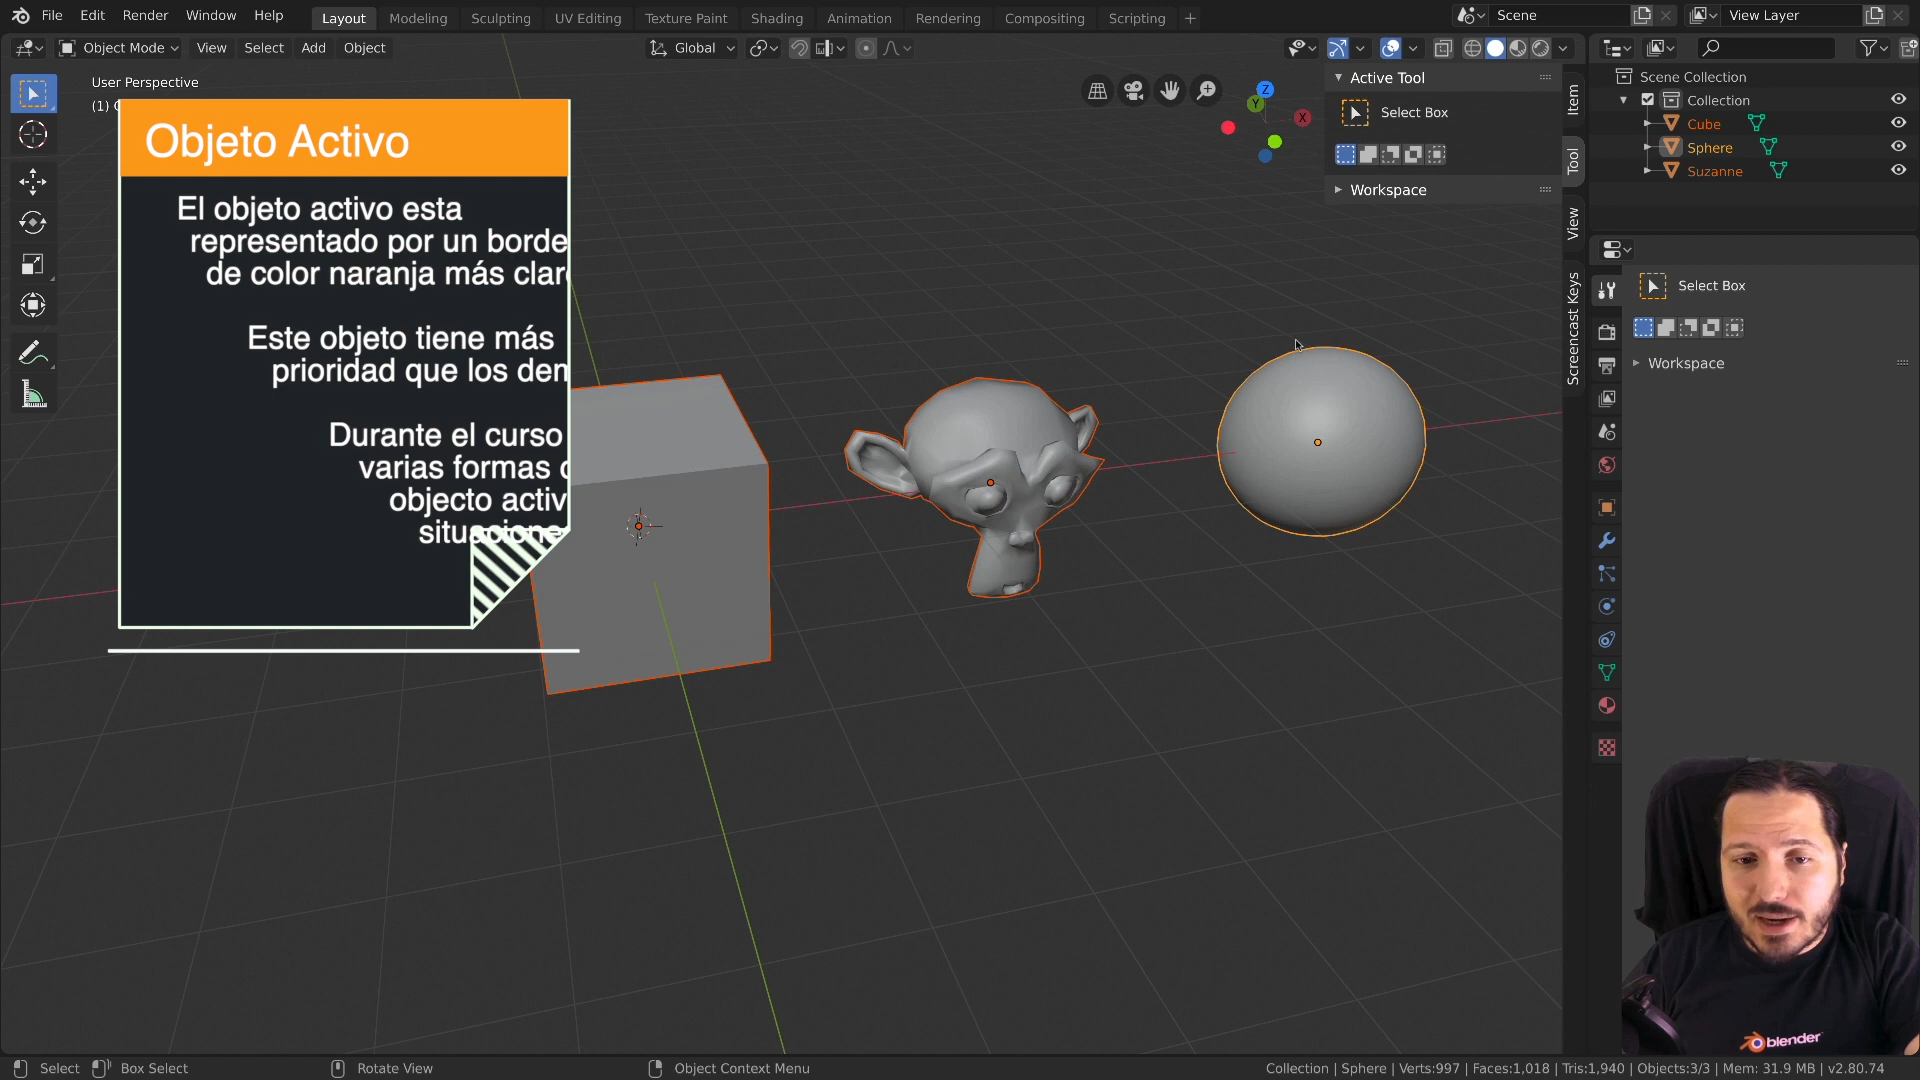 File Edit Render Window Help
Layout Modeling Sculpting UV Editing Texture Paint Shading Animation Rendering Compositing Scripting +
Scene
View Layer
Object Mode View Select Add Object
Global
User Perspective
(1)
Objeto Activo
El objeto activo esta
representado por un borde
de color naranja más
Este objeto tiene más
prioridad que los
Durante el curso
varias formas
Z
Y
X
Active Tool
Select Box
Workspace
Item
Tool
View
Screencast Keys
Scene Collection
Collection
Cube
Sphere
Suzanne
Select Box
Workspace
blender
Select Box Select Rotate View Object Context Menu
Collection | Sphere | Verts:997 | Faces:1,018 | Tris:1,940 | Objects:3/3 | Mem: 31.9 MB | v2.80.74